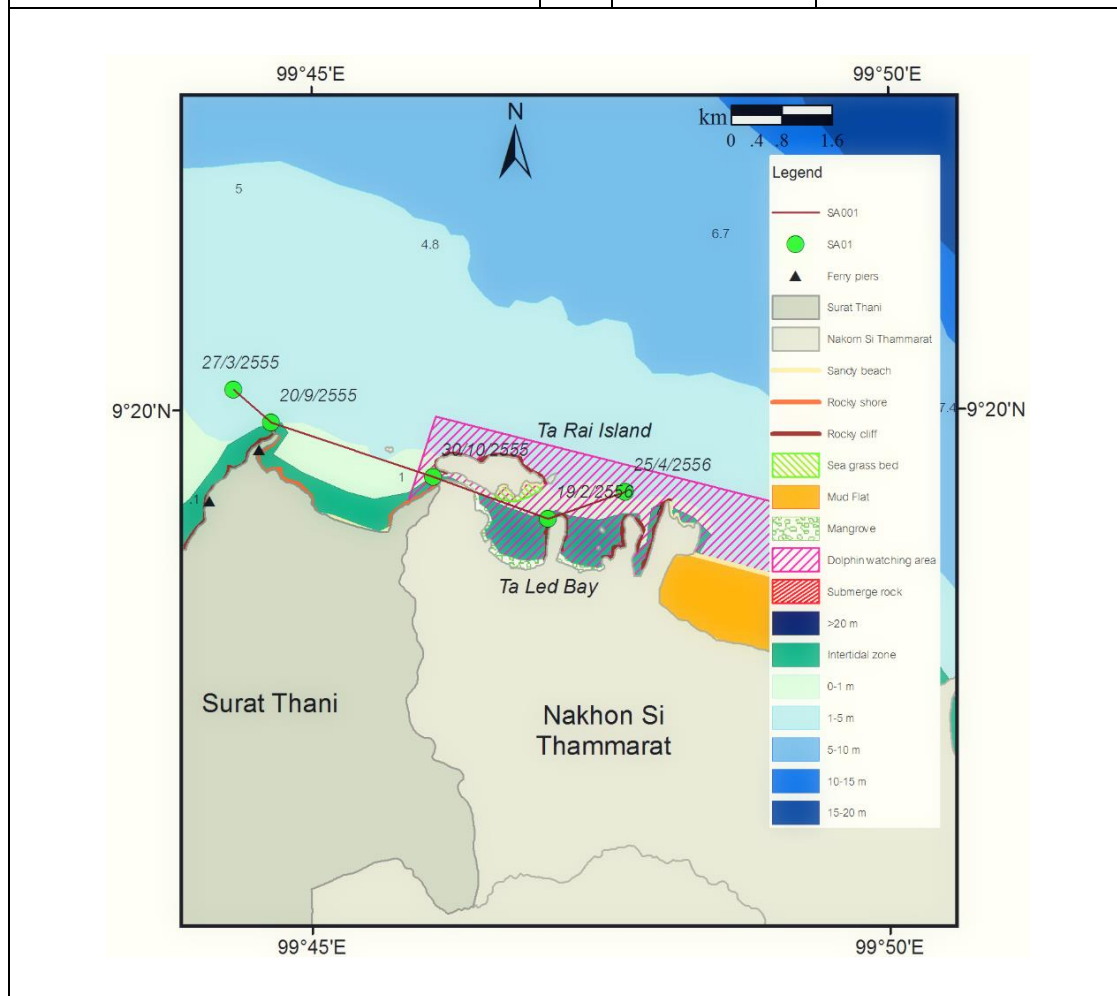 99°45'E
99°50'E
N
km
0 .4 .8 1.6
Legend
SA001
SA01
Ferry piers
Surat Thani
Nakorn Si Thammarat
Sandy beach
Rocky shore
Rocky cliff
Sea grass bed
Mud Flat
Mangrove
Dolphin watching area
Submerge rock
>20 m
Intertidal zone
0-1 m
1-5 m
5-10 m
10-15 m
15-20 m
5
4.8
6.7
27/3/2555
20/9/2555
9°20'N
7.4
9°20'N
Ta Rai Island
30/10/2555
25/4/2556
1
19/2/2556
.1
Ta Led Bay
Surat Thani
Nakhon Si
Thammarat
99°45'E
99°50'E